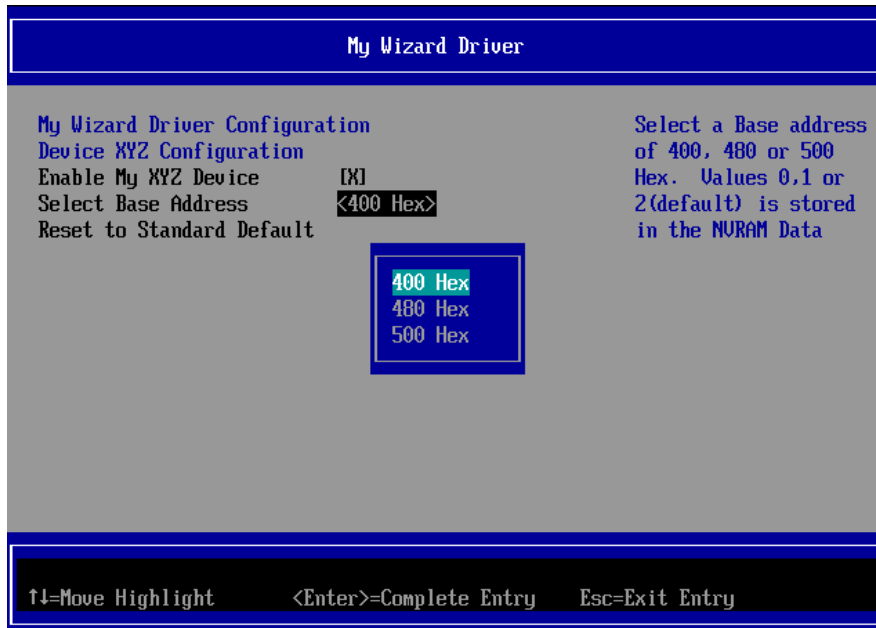 My Wizard Driver
My Wizard Driver Configuration
Device XYZ Configuration
Enable My XYZ Device [X]
Select Base Address <400 Hex>
Reset to Standard Default
Select a Base address
of 400, 480 or 500
Hex. Values 0,1 or
2(default) is stored
in the NVRAM Data
400 Hex
480 Hex
500 Hex
↑↓=Move Highlight <Enter>=Complete Entry Esc=Exit Entry